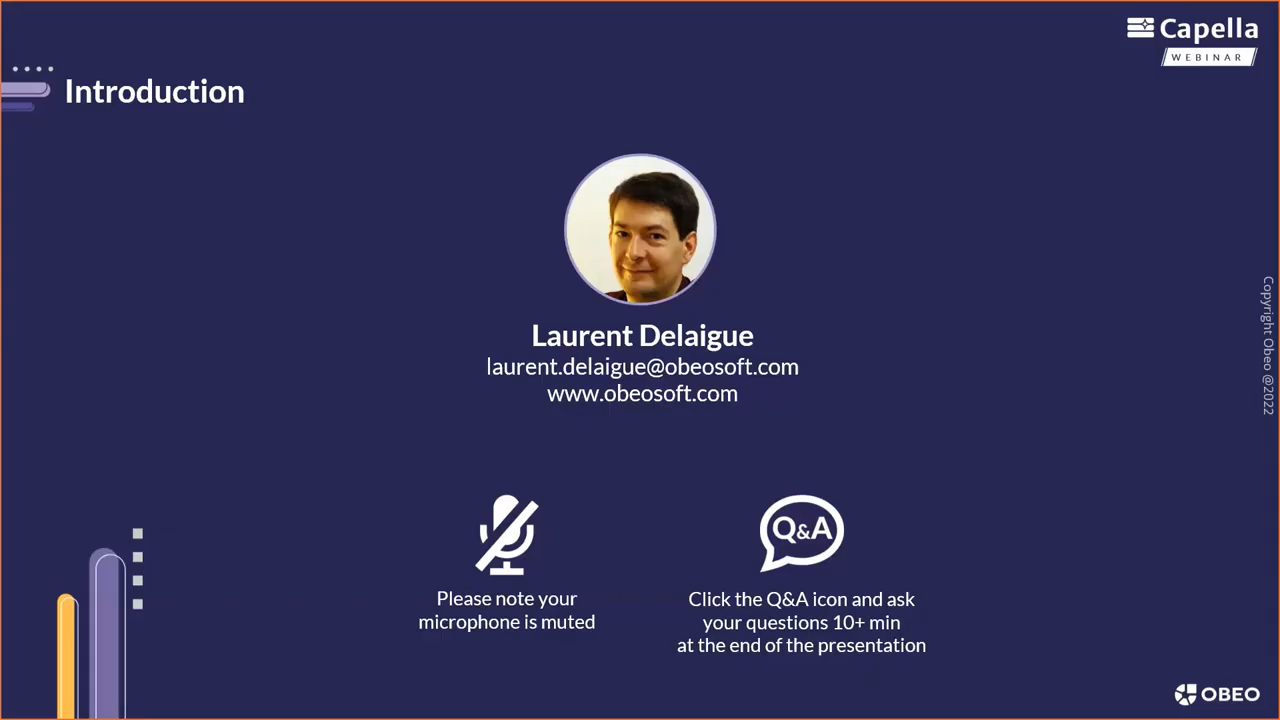 Capella
WEBINAR
Introduction
Laurent Delaigue
laurent.delaigue@obeosoft.com
www.obeosoft.com
Copyright Obeo @2022
Q&A
Please note your
microphone is muted
Click the Q&A icon and ask
your questions 10+ min
at the end of the presentation
OBEO